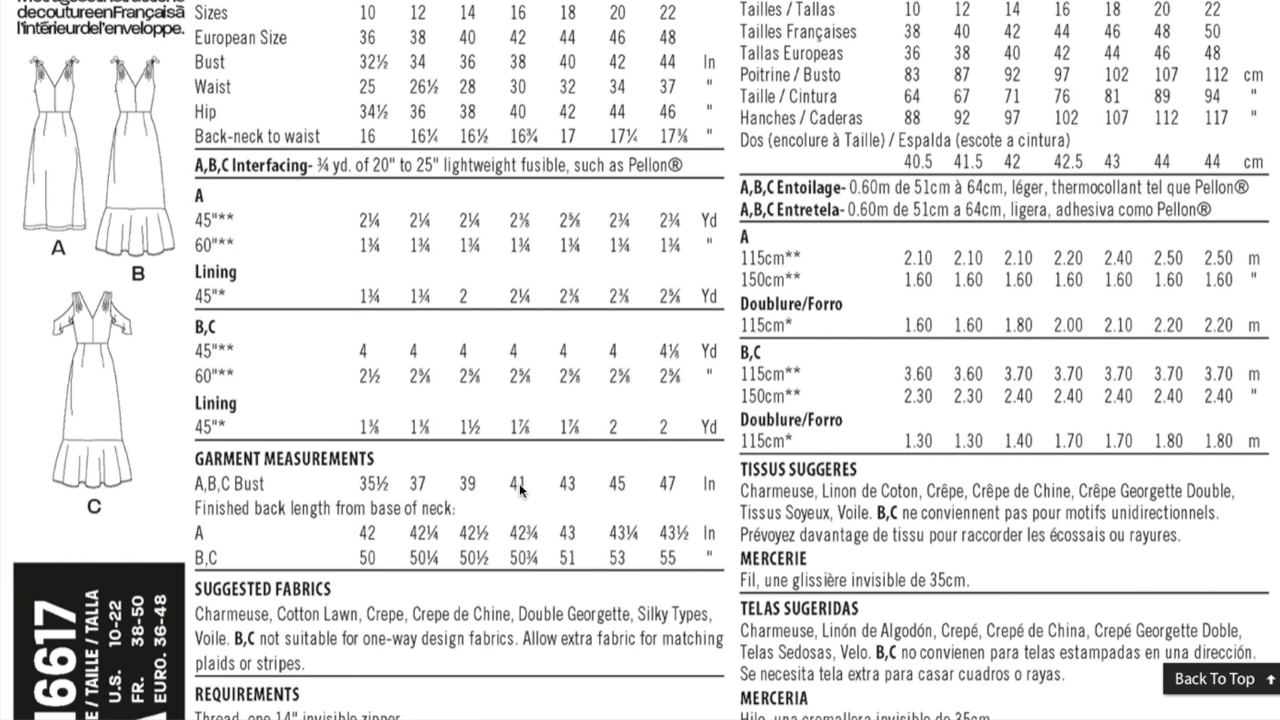 decoutureenFrançaisà
l'intérieurdel'enveloppe.
A
B
C
16617
E / TAILLE / TALLA
U.S. 10-22
FR. 38-50
EURO. 36-48
Sizes 10 12 14 16 18 20 22
European Size 36 38 40 42 44 46 48
Bust 32½ 34 36 38 40 42 44 In
Waist 25 26½ 28 30 32 34 37 "
Hip 34½ 36 38 40 42 44 46 "
Back-neck to waist 16 16¼ 16½ 16¾ 17 17¼ 17⅜ "
A,B,C Interfacing- ¾ yd. of 20" to 25" lightweight fusible, such as Pellon®
A
45"** 2¼ 2¼ 2¼ 2⅜ 2⅝ 2¾ 2¾ Yd
60"** 1¾ 1¾ 1¾ 1¾ 1¾ 1¾ 1¾ "
Lining
45"* 1¾ 1¾ 2 2¼ 2⅜ 2⅜ 2⅜ Yd
B,C
45"** 4 4 4 4 4 4 4⅛ Yd
60"** 2½ 2⅝ 2⅝ 2⅝ 2⅝ 2⅝ 2⅝ "
Lining
45"* 1⅜ 1⅜ 1½ 1⅞ 1⅞ 2 2 Yd
GARMENT MEASUREMENTS
A,B,C Bust 35½ 37 39 41 43 45 47 In
Finished back length from base of neck:
A 42 42¼ 42½ 42¾ 43 43¼ 43½ In
B,C 50 50¼ 50½ 50¾ 51 53 55 "
SUGGESTED FABRICS
Charmeuse, Cotton Lawn, Crepe, Crepe de Chine, Double Georgette, Silky Types,
Voile. B,C not suitable for one-way design fabrics. Allow extra fabric for matching
plaids or stripes.
REQUIREMENTS
Thread, one 14" invisible zipper.
Tailles / Tallas 10 12 14 16 18 20 22
Tailles Françaises 38 40 42 44 46 48 50
Tallas Europeas 36 38 40 42 44 46 48
Poitrine / Busto 83 87 92 97 102 107 112 cm
Taille / Cintura 64 67 71 76 81 89 94 "
Hanches / Caderas 88 92 97 102 107 112 117 "
Dos (encolure à Taille) / Espalda (escote a cintura)
40.5 41.5 42 42.5 43 44 44 cm
A,B,C Entoilage- 0.60m de 51cm à 64cm, léger, thermocollant tel que Pellon®
A,B,C Entretela- 0.60m de 51cm a 64cm, ligera, adhesiva como Pellon®
A
115cm** 2.10 2.10 2.10 2.20 2.40 2.50 2.50 m
150cm** 1.60 1.60 1.60 1.60 1.60 1.60 1.60 "
Doublure/Forro
115cm* 1.60 1.60 1.80 2.00 2.10 2.20 2.20 m
B,C
115cm** 3.60 3.60 3.70 3.70 3.70 3.70 3.70 m
150cm** 2.30 2.30 2.40 2.40 2.40 2.40 2.40 "
Doublure/Forro
115cm* 1.30 1.30 1.40 1.70 1.70 1.80 1.80 m
TISSUS SUGGERES
Charmeuse, Linon de Coton, Crêpe, Crêpe de Chine, Crêpe Georgette Double,
Tissus Soyeux, Voile. B,C ne conviennent pas pour motifs unidirectionnels.
Prévoyez davantage de tissu pour raccorder les écossais ou rayures.
MERCERIE
Fil, une glissière invisible de 35cm.
TELAS SUGERIDAS
Charmeuse, Linón de Algodón, Crepé, Crepé de China, Crepé Georgette Doble,
Telas Sedosas, Velo. B,C no convienen para telas estampadas en una dirección.
Se necesita tela extra para casar cuadros o rayas.
MERCERIA
Hilo, una cremallera invisible de 35cm.
Back To Top